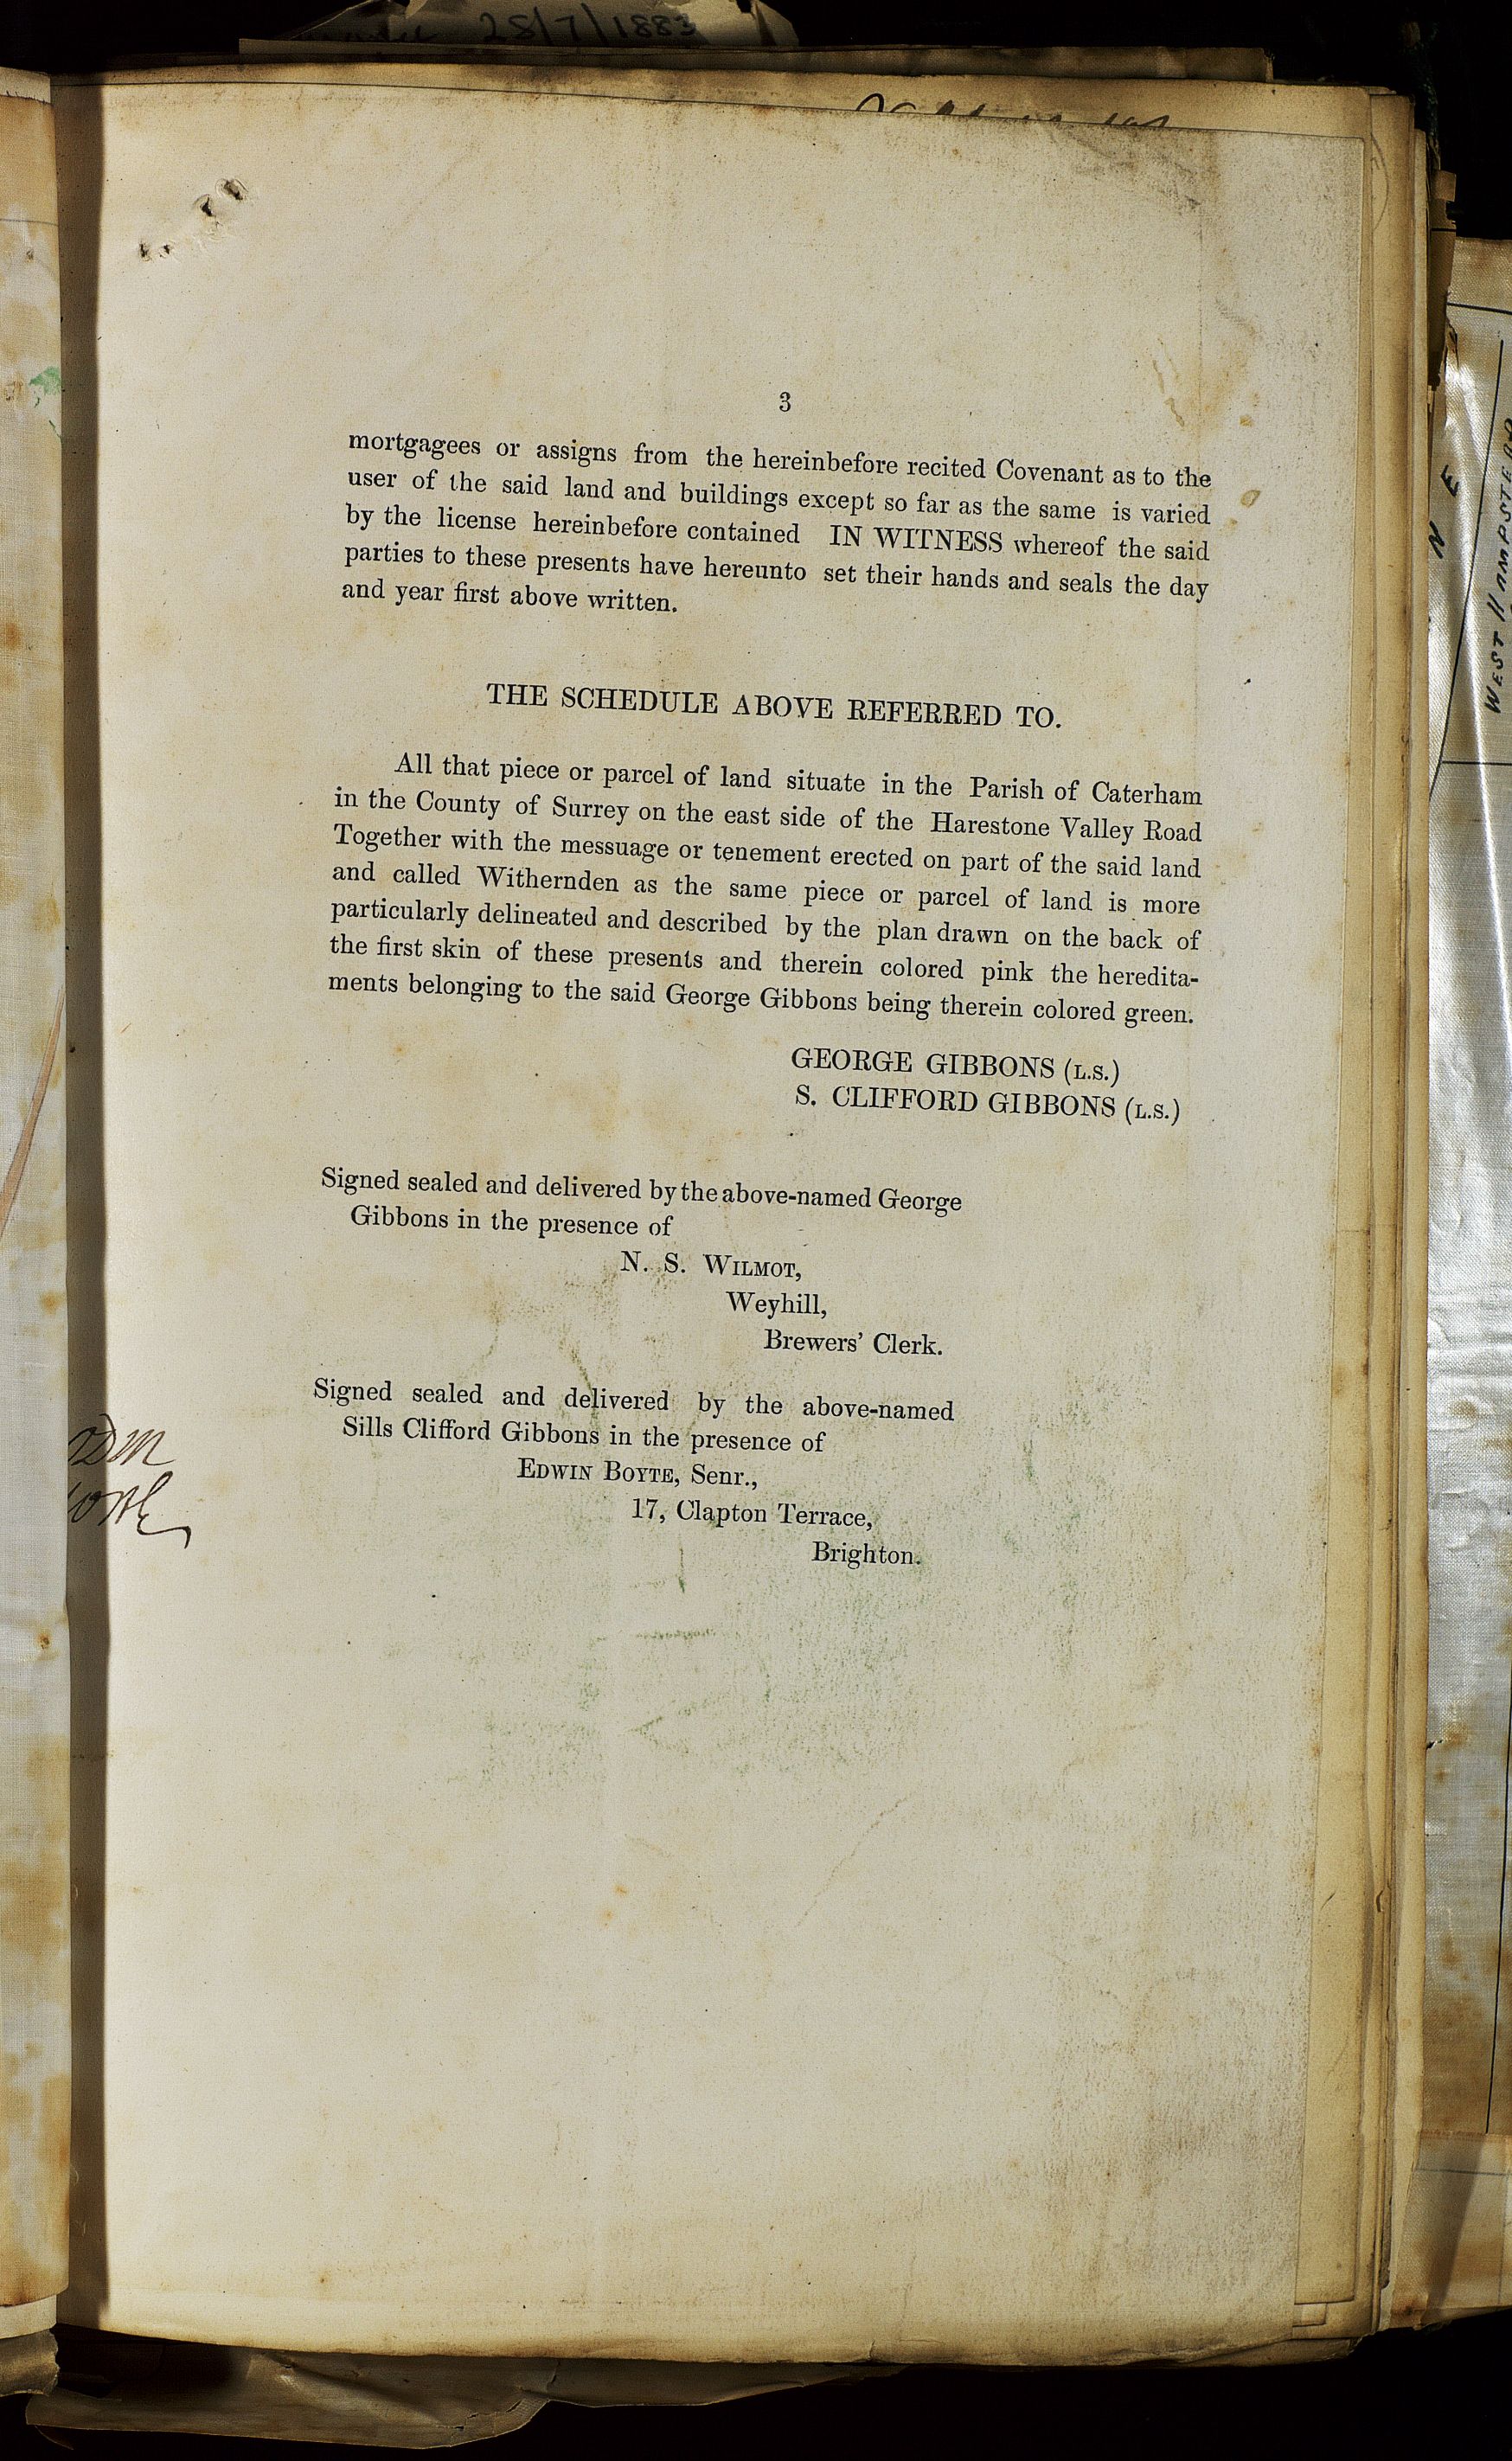 28/7/1883
3
mortgagees or assigns from the hereinbefore recited Covenant as to the
user of the said land and buildings except so far as the same is varied
by the license hereinbefore contained IN WITNESS whereof the said
parties to these presents have hereunto set their hands and seals the day
and year first above written.
THE SCHEDULE ABOVE REFERRED TO.
All that piece or parcel of land situate in the Parish of Caterham
in the County of Surrey on the east side of the Harestone Valley Road
Together with the messuage or tenement erected on part of the said land
and called Withernden as the same piece or parcel of land is more
particularly delineated and described by the plan drawn on the back of
the first skin of these presents and therein colored pink the heredita-
ments belonging to the said George Gibbons being therein colored green.
GEORGE GIBBONS (L.S.)
S. CLIFFORD GIBBONS (L.S.)
Signed sealed and delivered by the above-named George
Gibbons in the presence of
N. S. WILMOT,
Weyhill,
Brewers' Clerk.
Signed sealed and delivered by the above-named
Sills Clifford Gibbons in the presence of
EDWIN BOYTE, Senr.,
17, Clapton Terrace,
Brighton.
WEST HAMPSTEAD